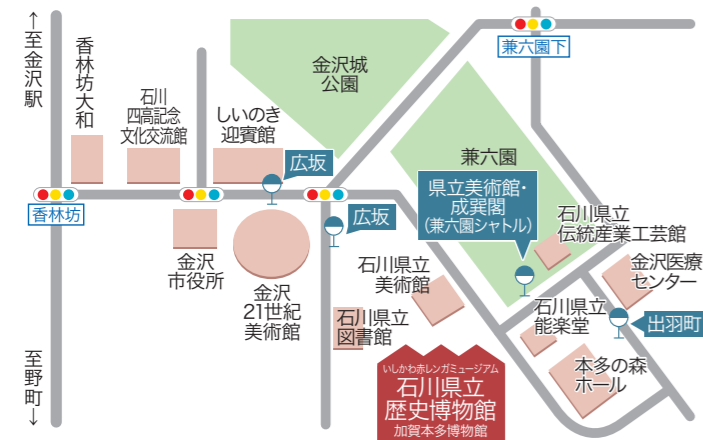 ←至金沢駅
香林坊大和
石川
四高記念
文化交流館
しいのき
迎賓館
金沢城
公園
兼六園下
兼六園
広坂
県立美術館・
成巽閣
(兼六園シャトル)
香林坊
広坂
石川県立
伝統産業工芸館
金沢
市役所
金沢
21世紀
美術館
石川県立
美術館
金沢医療
センター
石川県立
図書館
石川県立
能楽堂
出羽町
至野町→
いしかわ赤レンガミュージアム
石川県立
歴史博物館
加賀本多博物館
本多の森
ホール